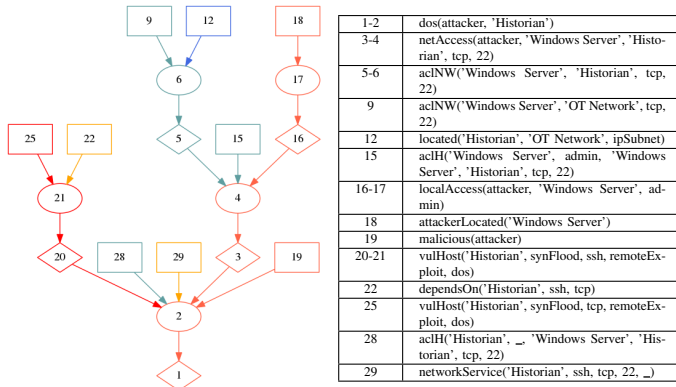 9
12
18
6
17
25
22
5
15
16
21
4
20
28
29
3
19
2
1
1-2 dos(attacker, 'Historian')
3-4 netAccess(attacker, 'Windows Server', 'Histo-
rian', tcp, 22)
5-6 aclNW('Windows Server', 'Historian', tcp,
22)
9 aclNW('Windows Server', 'OT Network', tcp,
22)
12 located('Historian', 'OT Network', ipSubnet)
15 aclH('Windows Server', admin, 'Windows
Server', 'Historian', tcp, 22)
16-17 localAccess(attacker, 'Windows Server', ad-
min)
18 attackerLocated('Windows Server')
19 malicious(attacker)
20-21 vulHost('Historian', synFlood, ssh, remoteEx-
ploit, dos)
22 dependsOn('Historian', ssh, tcp)
25 vulHost('Historian', synFlood, tcp, remoteEx-
ploit, dos)
28 aclH('Historian', _, 'Windows Server', 'His-
torian', tcp, 22)
29 networkService('Historian', ssh, tcp, 22, _)